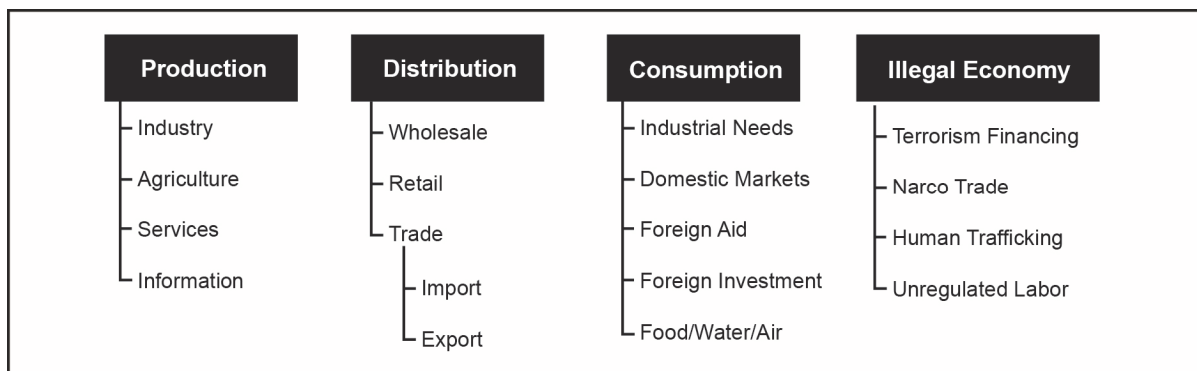 Production
Industry
Agriculture
Services
Information
Distribution
Wholesale
Retail
Trade
Import
Export
Consumption
Industrial Needs
Domestic Markets
Foreign Aid
Foreign Investment
Food/Water/Air
Illegal Economy
Terrorism Financing
Narco Trade
Human Trafficking
Unregulated Labor